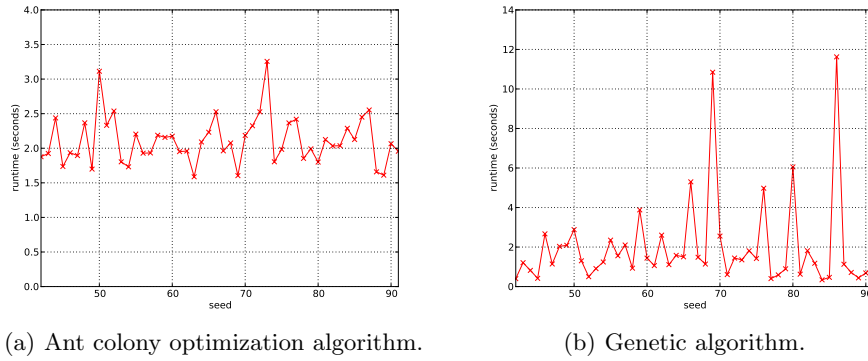 4.0
3.5
3.0
2.5
2.0
1.5
1.0
0.5
0.0
runtime (seconds)
50 60 70 80 90
seed
(a) Ant colony optimization algorithm.
14
12
10
8
6
4
2
0
runtime (seconds)
50 60 70 80 90
seed
(b) Genetic algorithm.